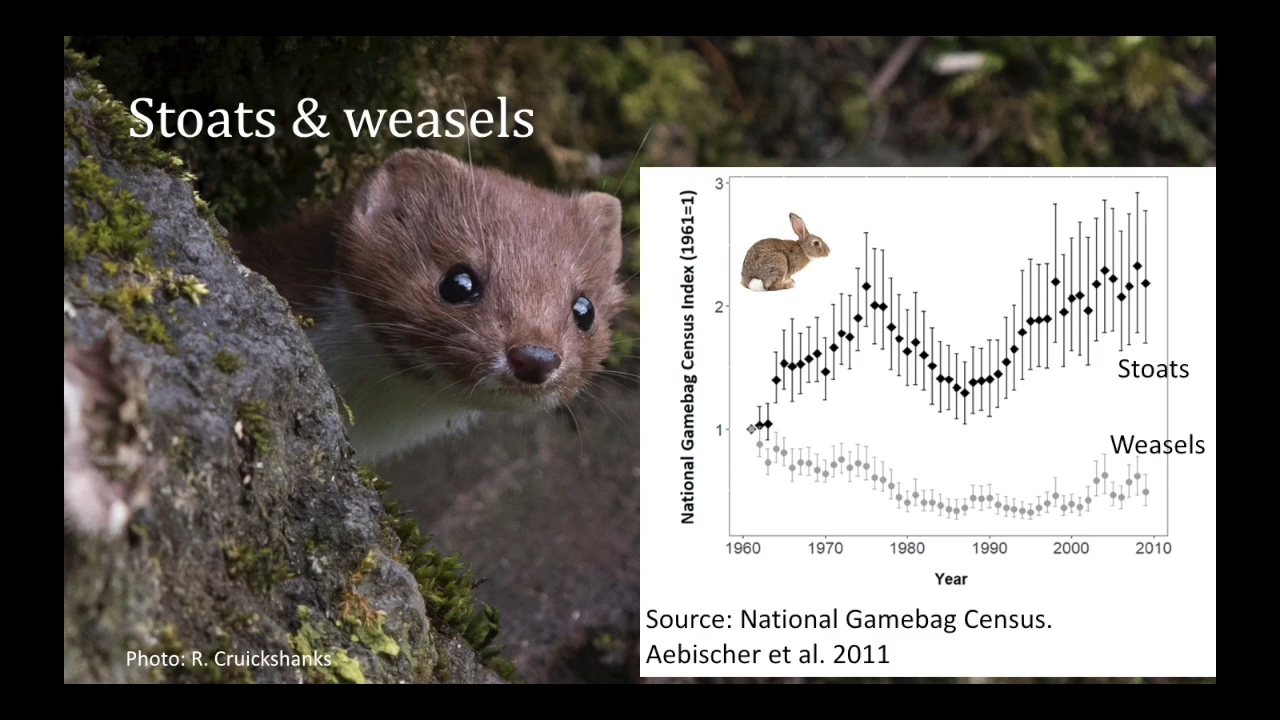 Stoats & weasels
National Gamebag Census Index (1961=1)
3
2
1
Stoats
Weasels
1960 1970 1980 1990 2000 2010
Year
Source: National Gamebag Census.
Aebischer et al. 2011
Photo: R. Cruickshanks